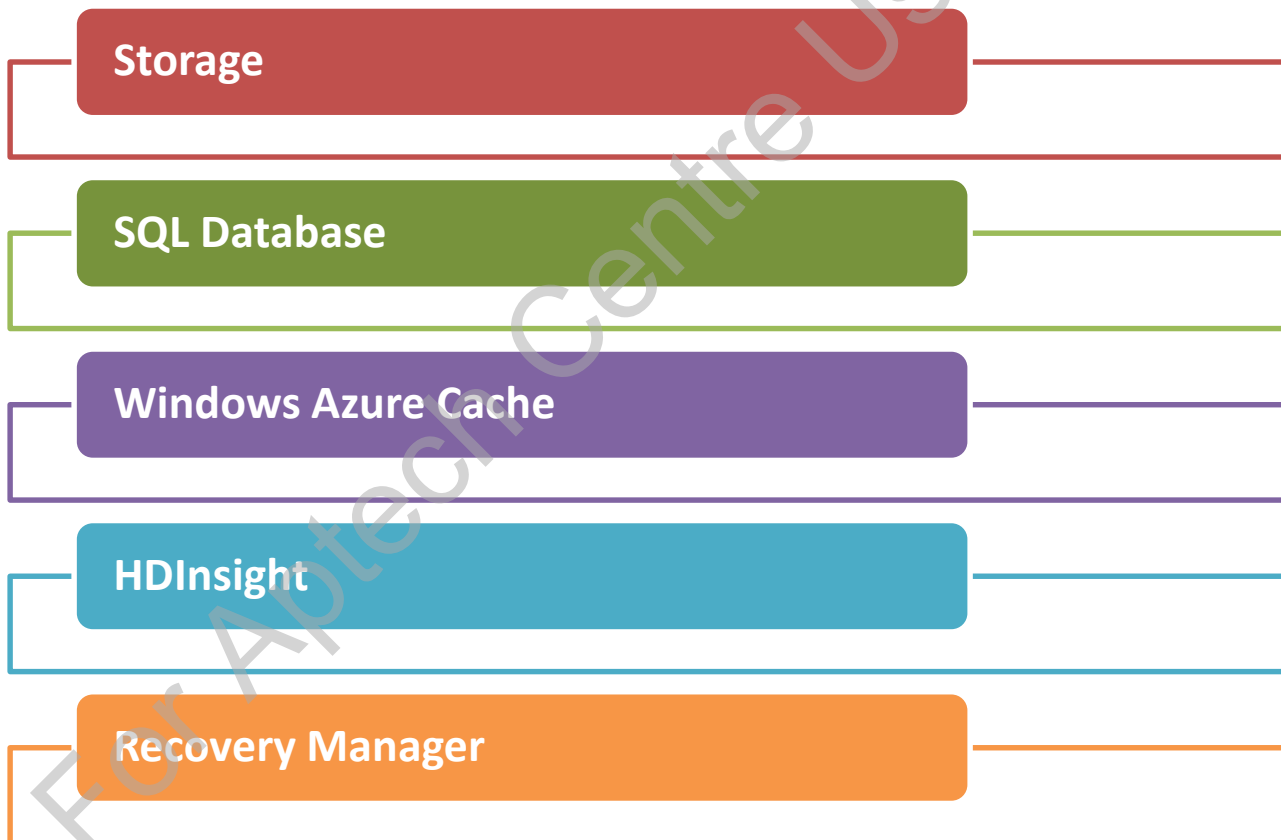 Storage
SQL Database
Windows Azure Cache
HDInsight
Recovery Manager
For Aptech Centre